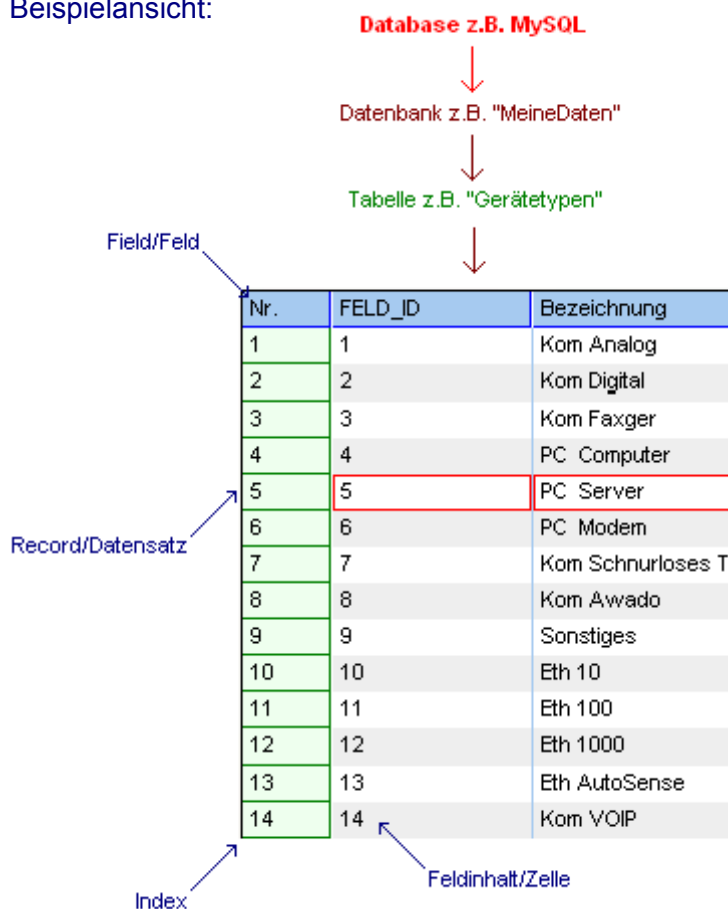 Beispielansicht:
Database z.B. MySQL
Datenbank z.B. "MeineDaten"
Tabelle z.B. "Gerätetypen"
Field/Feld
Nr. FELD_ID Bezeichnung
1 1 Kom Analog
2 2 Kom Digital
3 3 Kom Faxger
4 4 PC Computer
5 5 PC Server
Record/Datensatz
6 6 PC Modem
7 7 Kom Schnurloses T
8 8 Kom Awado
9 9 Sonstiges
10 10 Eth 10
11 11 Eth 100
12 12 Eth 1000
13 13 Eth AutoSense
14 14 Kom VOIP
Feldinhalt/Zelle
Index